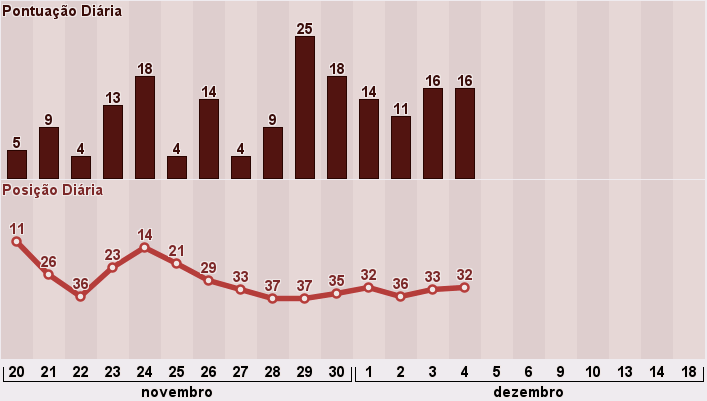 Pontuação Diária
5 9 4 13 18 4 14 4 9 25 18 14 11 16 16
Posição Diária
11 26 36 23 14 21 29 33 37 37 35 32 36 33 32
20 21 22 23 24 25 26 27 28 29 30 1 2 3 4 5 6 9 10 13 14 18
novembro dezembro